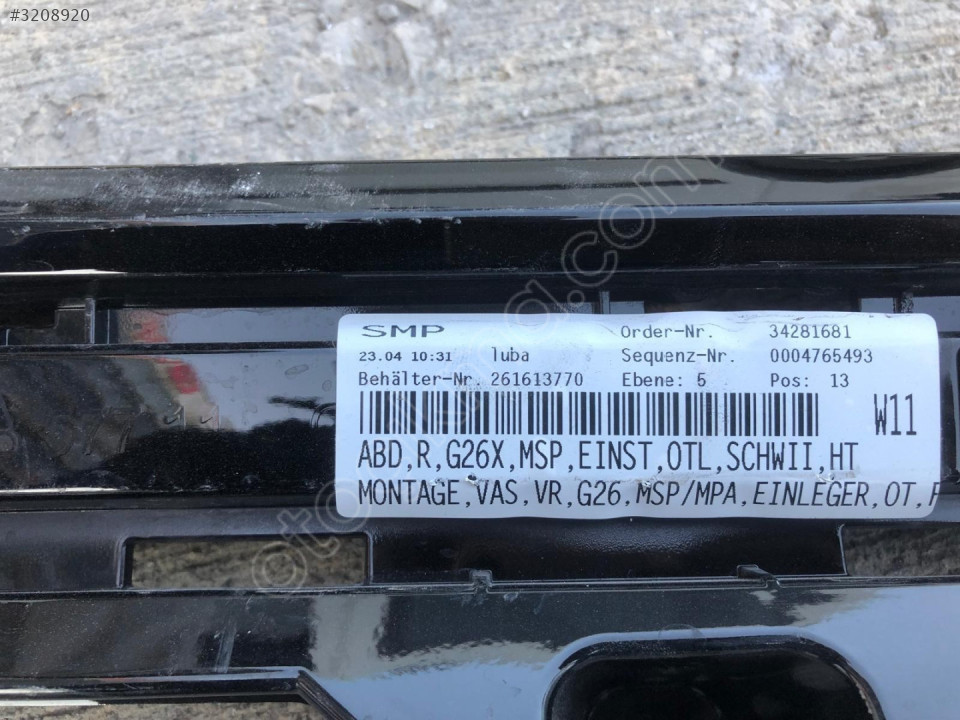 #3208920
SMP Order-Nr. 34281681
23.04 10:31 luba Sequenz-Nr. 0004765493
Behälter-Nr. 261613770 Ebene: 5 Pos: 13
W11
ABD,R,G26X,MSP,EINST,OTL,SCHWII,HT
MONTAGE,VAS,VR,G26,MSP/MPA,EINLEGER,OT,